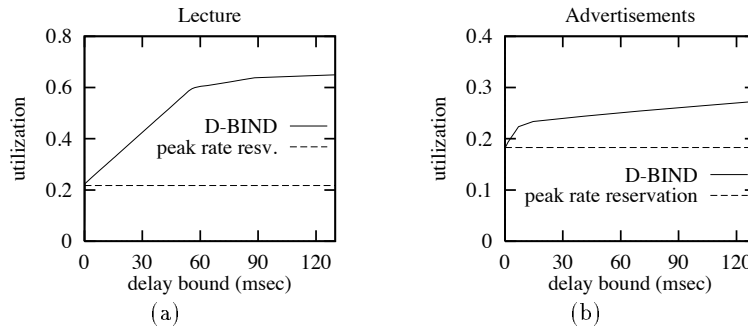 Lecture
0.8
0.6
0.4
0.2
0
utilization
D-BIND
peak rate resv.
0 30 60 90 120
delay bound (msec)
(a)
Advertisements
0.4
0.3
0.2
0.1
0
utilization
D-BIND
peak rate reservation
0 30 60 90 120
delay bound (msec)
(b)